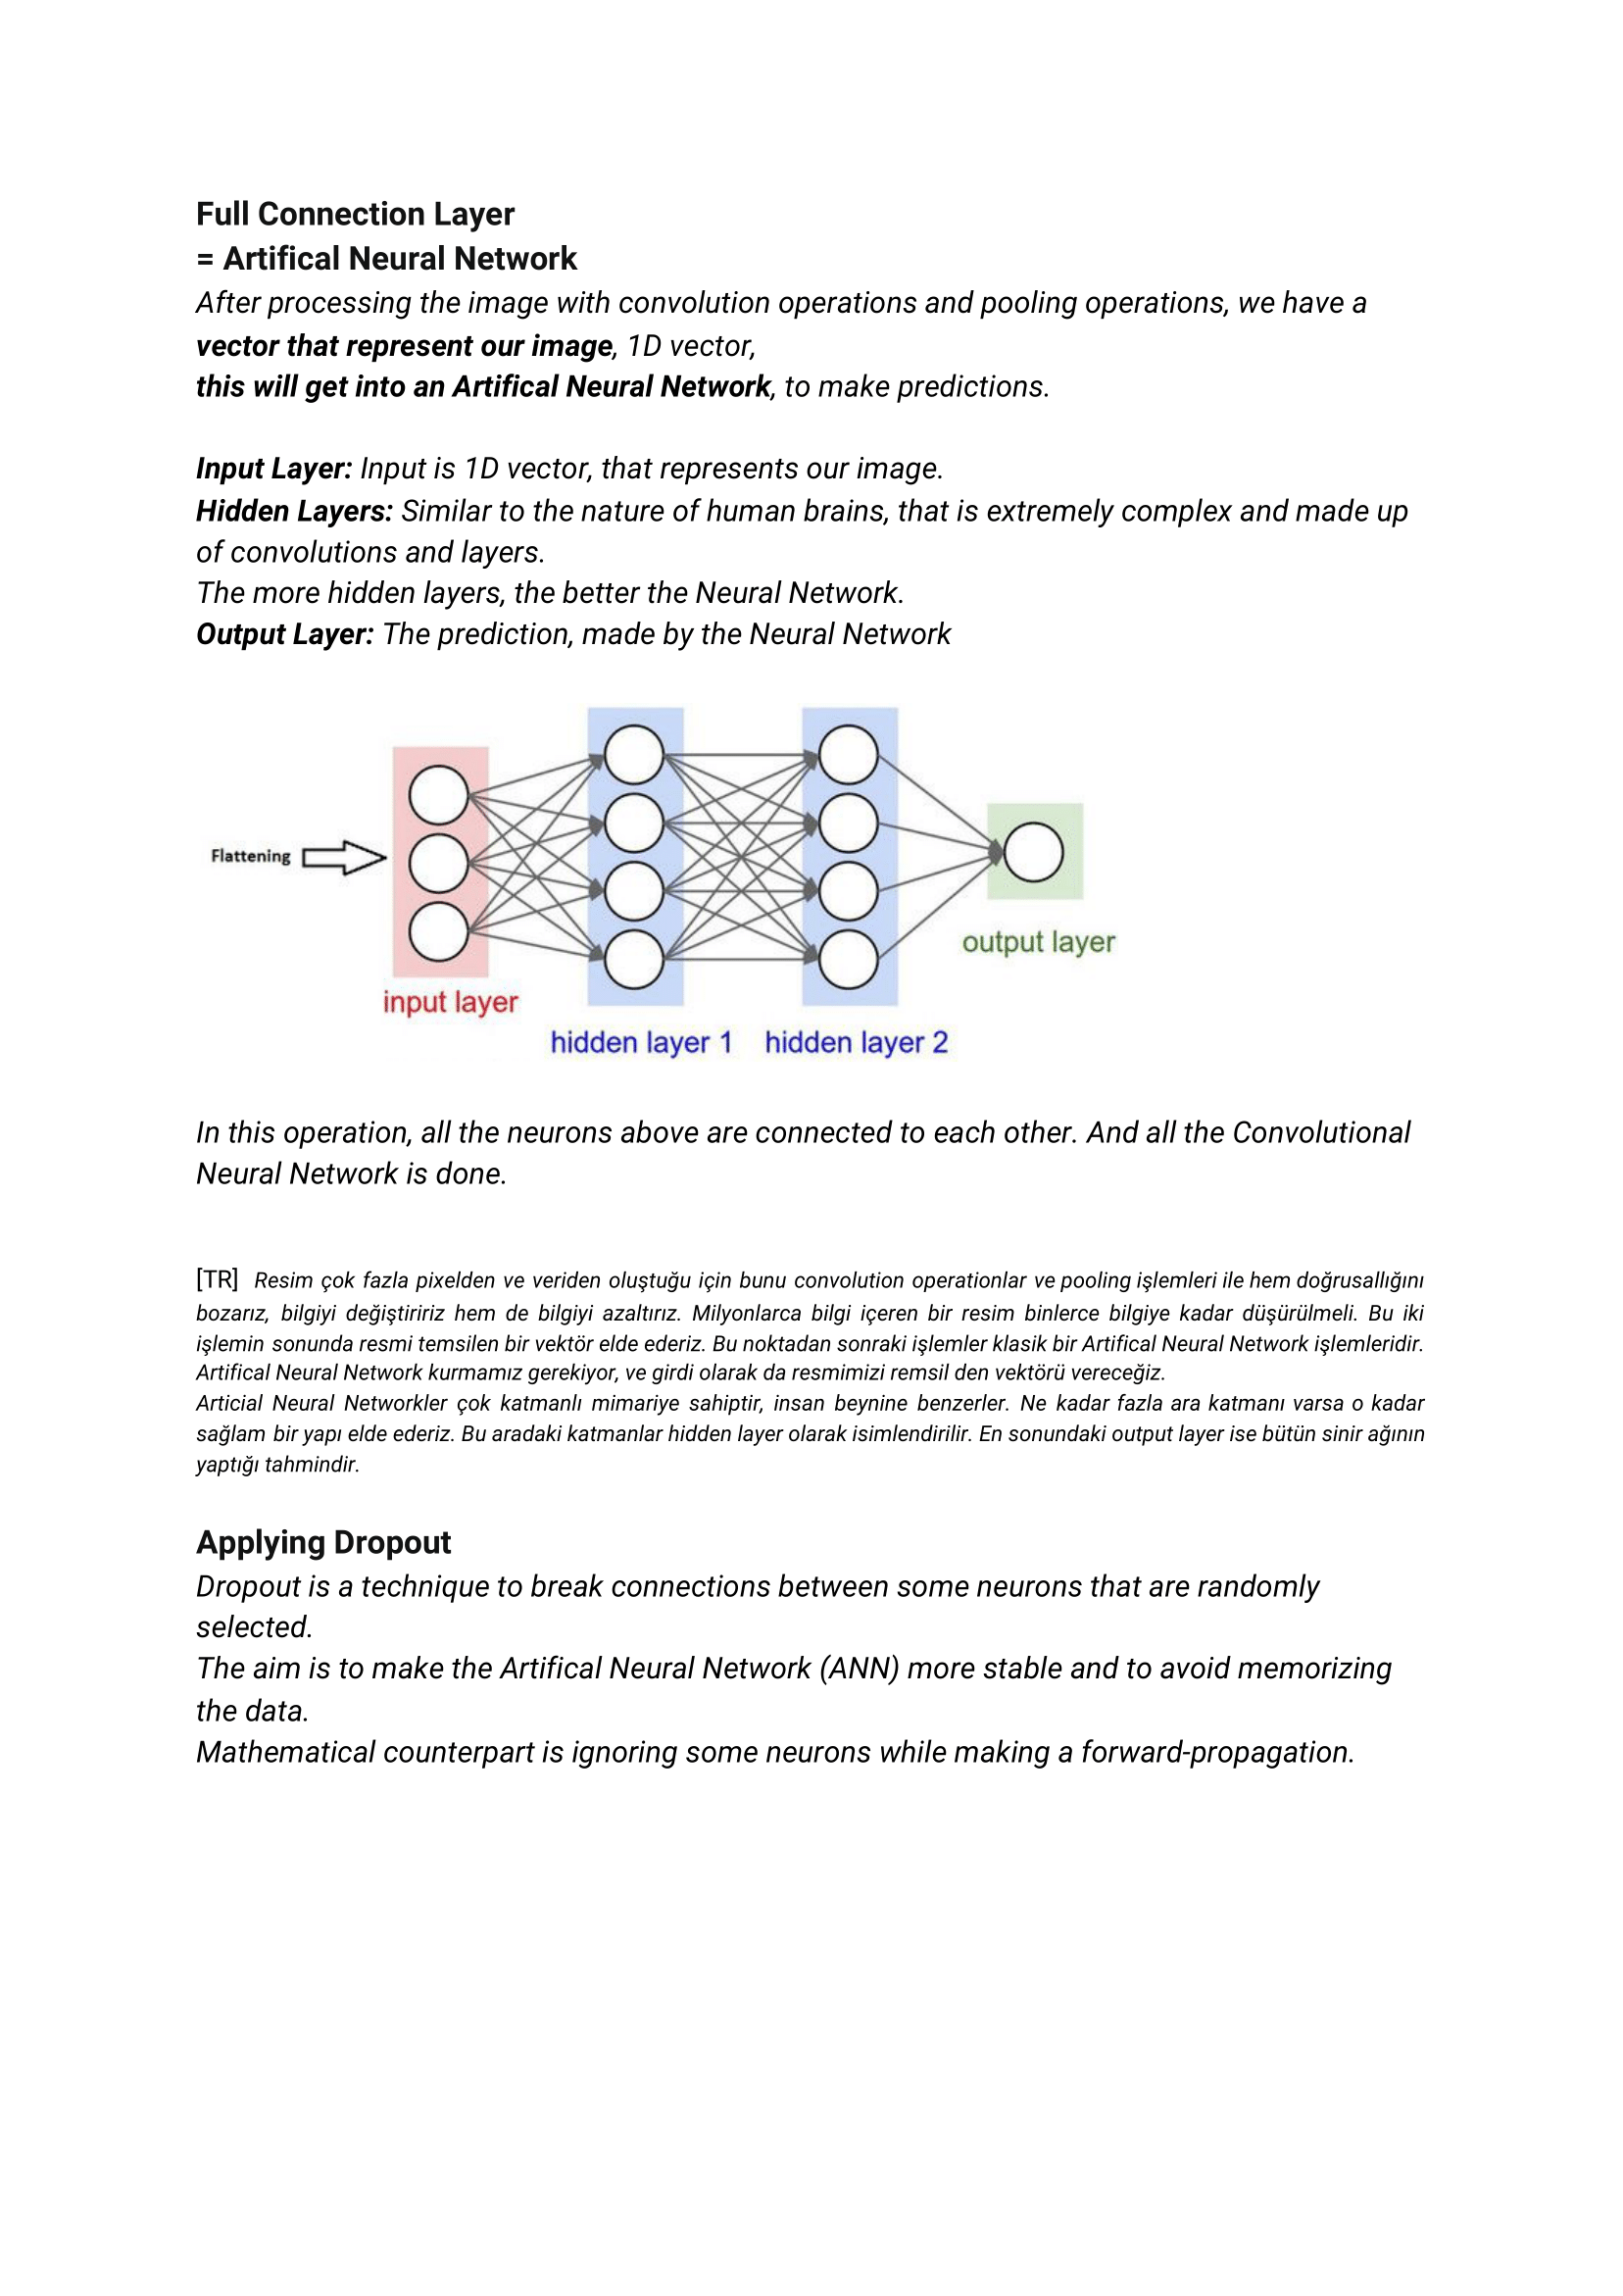 Full Connection Layer
= Artifical Neural Network
After processing the image with convolution operations and pooling operations, we have a
vector that represent our image, 1D vector,
this will get into an Artifical Neural Network, to make predictions.
Input Layer: Input is 1D vector, that represents our image.
Hidden Layers: Similar to the nature of human brains, that is extremely complex and made up
of convolutions and layers.
The more hidden layers, the better the Neural Network.
Output Layer: The prediction, made by the Neural Network
Flattening
input layer
hidden layer 1
hidden layer 2
output layer
In this operation, all the neurons above are connected to each other. And all the Convolutional
Neural Network is done.
[TR] Resim çok fazla pixelden ve veriden oluştuğu için bunu convolution operationlar ve pooling işlemleri ile hem doğrusallığını
bozarız, bilgiyi değiştiririz hem de bilgiyi azaltırız. Milyonlarca bilgi içeren bir resim binlerce bilgiye kadar düşürülmeli. Bu iki
işlemin sonunda resmi temsilen bir vektör elde ederiz. Bu noktadan sonraki işlemler klasik bir Artifical Neural Network işlemleridir.
Artifical Neural Network kurmamız gerekiyor, ve girdi olarak da resmimizi remsil den vektörü vereceğiz.
Articial Neural Networkler çok katmanlı mimariye sahiptir, insan beynine benzerler. Ne kadar fazla ara katmanı varsa o kadar
sağlam bir yapı elde ederiz. Bu aradaki katmanlar hidden layer olarak isimlendirilir. En sonundaki output layer ise bütün sinir ağının
yaptığı tahmindir.
Applying Dropout
Dropout is a technique to break connections between some neurons that are randomly
selected.
The aim is to make the Artifical Neural Network (ANN) more stable and to avoid memorizing
the data.
Mathematical counterpart is ignoring some neurons while making a forward-propagation.